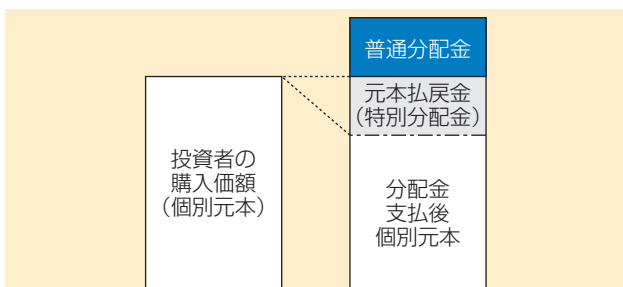 普通分配金
元本払戻金
（特別分配金）
投資者の
購入価額
（個別元本）
分配金
支払後
個別元本